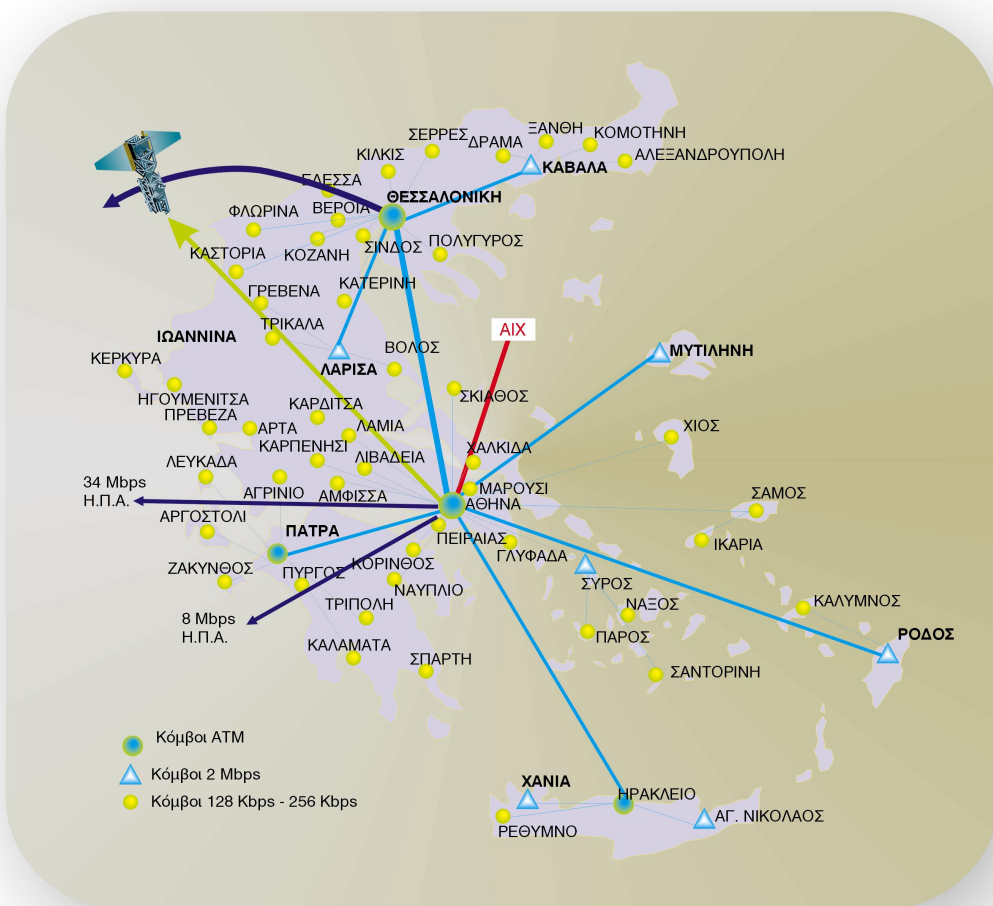 ΞΑΝΘΗ
ΣΕΡΡΕΣ
ΔΡΑΜΑ
ΚΟΜΟΤΗΝΗ
ΚΙΛΚΙΣ
ΑΛΕΞΑΝΔΡΟΥΠΟΛΗ
ΚΑΒΑΛΑ
ΕΔΕΣΣΑ
ΘΕΣΣΑΛΟΝΙΚΗ
ΦΛΩΡΙΝΑ
ΒΕΡΟΙΑ
ΠΟΛΥΓΥΡΟΣ
ΚΑΣΤΟΡΙΑ
ΚΟΖΑΝΗ
ΣΙΝΔΟΣ
ΚΑΤΕΡΙΝΗ
ΓΡΕΒΕΝΑ
ΤΡΙΚΑΛΑ
AIX
ΙΩΑΝΝΙΝΑ
ΒΟΛΟΣ
ΜΥΤΙΛΗΝΗ
ΚΕΡΚΥΡΑ
ΛΑΡΙΣΑ
ΗΓΟΥΜΕΝΙΤΣΑ
ΣΚΙΑΘΟΣ
ΚΑΡΔΙΤΣΑ
ΠΡΕΒΕΖΑ
ΑΡΤΑ
ΛΑΜΙΑ
ΧΙΟΣ
ΚΑΡΠΕΝΗΣΙ
ΧΑΛΚΙΔΑ
ΛΕΥΚΑΔΑ
ΛΙΒΑΔΕΙΑ
34 Mbps
Η.Π.Α.
ΑΓΡΙΝΙΟ
ΑΜΦΙΣΣΑ
ΜΑΡΟΥΣΙ
ΣΑΜΟΣ
ΑΘΗΝΑ
ΑΡΓΟΣΤΟΛΙ
ΠΑΤΡΑ
ΠΕΙΡΑΙΑΣ
ΙΚΑΡΙΑ
ΓΛΥΦΑΔΑ
ΖΑΚΥΝΘΟΣ
ΠΥΡΓΟΣ
ΚΟΡΙΝΘΟΣ
ΣΥΡΟΣ
ΝΑΥΠΛΙΟ
ΤΡΙΠΟΛΗ
ΝΑΞΟΣ
ΚΑΛΥΜΝΟΣ
8 Mbps
Η.Π.Α.
ΠΑΡΟΣ
ΡΟΔΟΣ
ΚΑΛΑΜΑΤΑ
ΣΠΑΡΤΗ
ΣΑΝΤΟΡΙΝΗ
Κόμβοι ATM
Κόμβοι 2 Mbps
Κόμβοι 128 Kbps - 256 Kbps
ΧΑΝΙΑ
ΗΡΑΚΛΕΙΟ
ΡΕΘΥΜΝΟ
ΑΓ. ΝΙΚΟΛΑΟΣ